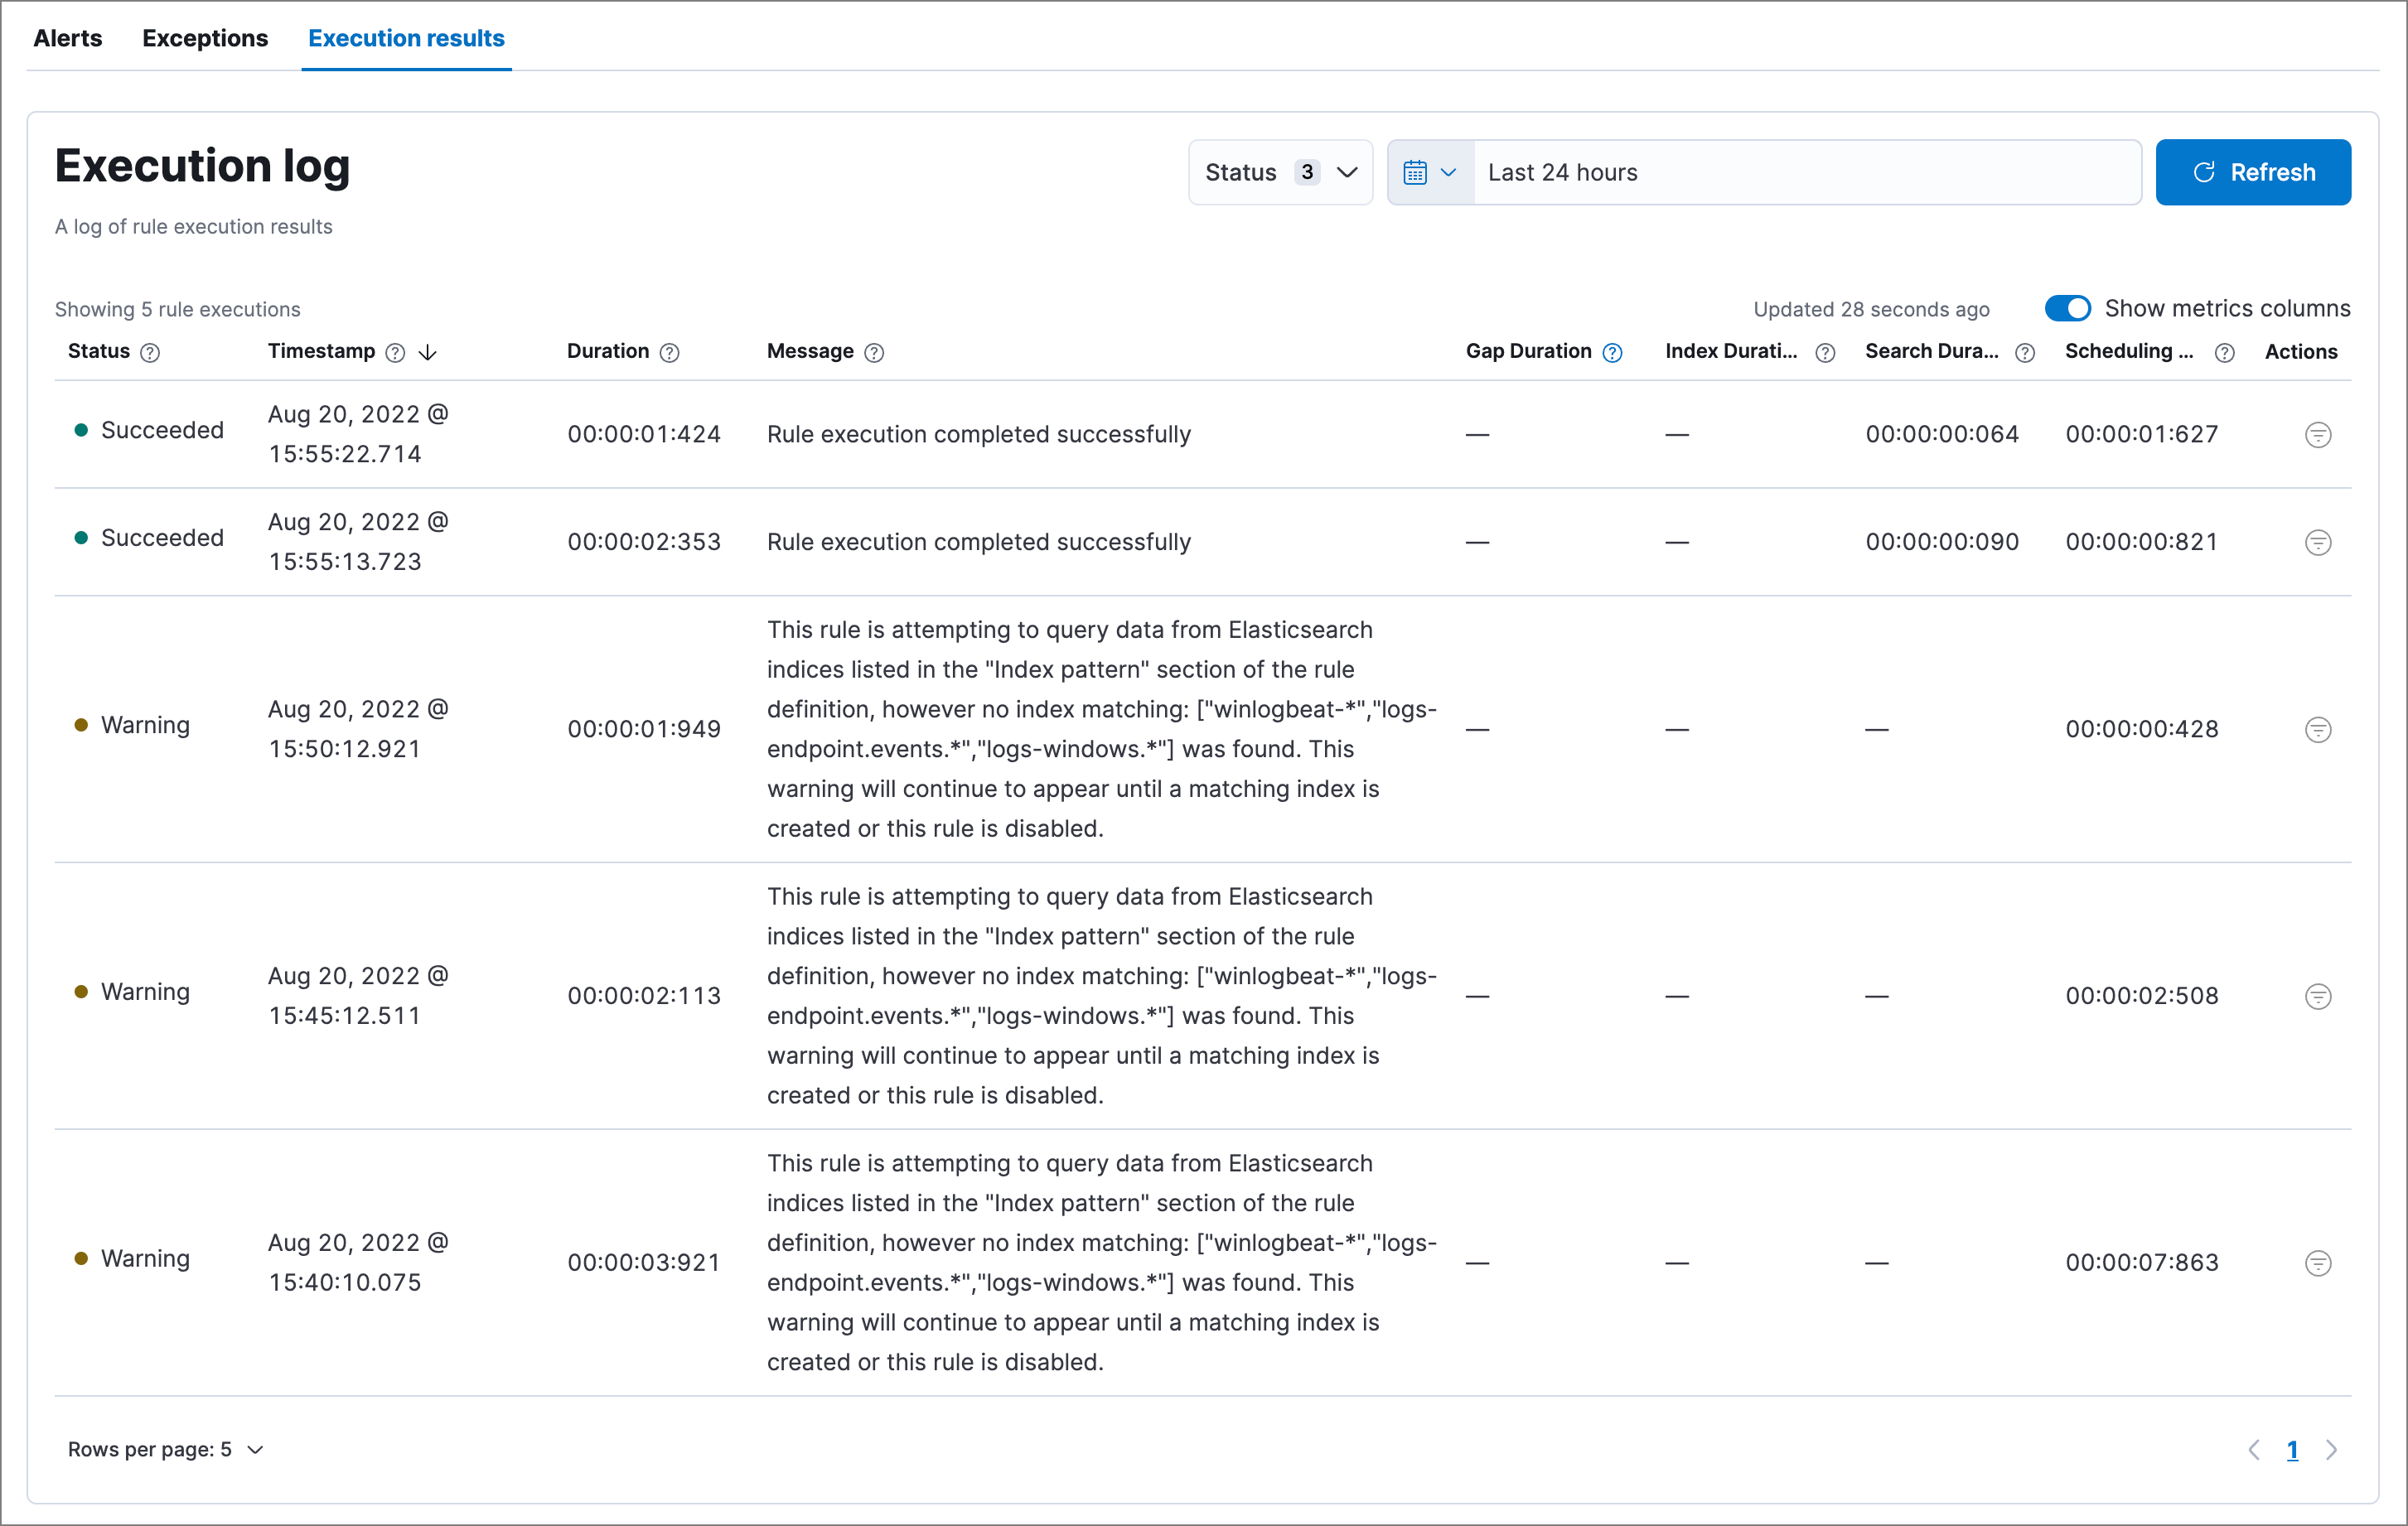 Alerts Exceptions Execution results
Execution log
Status 3 Last 24 hours Refresh
A log of rule execution results
Showing 5 rule executions Updated 28 seconds ago Show metrics columns
Status Timestamp Duration Message Gap Duration Index Durati... Search Dura... Scheduling ... Actions
Succeeded Aug 20, 2022 @
15:55:22.714 00:00:01:424 Rule execution completed successfully — — 00:00:00:064 00:00:01:627
Succeeded Aug 20, 2022 @
15:55:13.723 00:00:02:353 Rule execution completed successfully — — 00:00:00:090 00:00:00:821
Warning Aug 20, 2022 @
15:50:12.921 00:00:01:949
This rule is attempting to query data from Elasticsearch
indices listed in the "Index pattern" section of the rule
definition, however no index matching: ["winlogbeat-*","logs-
endpoint.events.*","logs-windows.*"] was found. This
warning will continue to appear until a matching index is
created or this rule is disabled.
— — — 00:00:00:428
Warning Aug 20, 2022 @
15:45:12.511 00:00:02:113
This rule is attempting to query data from Elasticsearch
indices listed in the "Index pattern" section of the rule
definition, however no index matching: ["winlogbeat-*","logs-
endpoint.events.*","logs-windows.*"] was found. This
warning will continue to appear until a matching index is
created or this rule is disabled.
— — — 00:00:02:508
Warning Aug 20, 2022 @
15:40:10.075 00:00:03:921
This rule is attempting to query data from Elasticsearch
indices listed in the "Index pattern" section of the rule
definition, however no index matching: ["winlogbeat-*","logs-
endpoint.events.*","logs-windows.*"] was found. This
warning will continue to appear until a matching index is
created or this rule is disabled.
— — — 00:00:07:863
Rows per page: 5 1